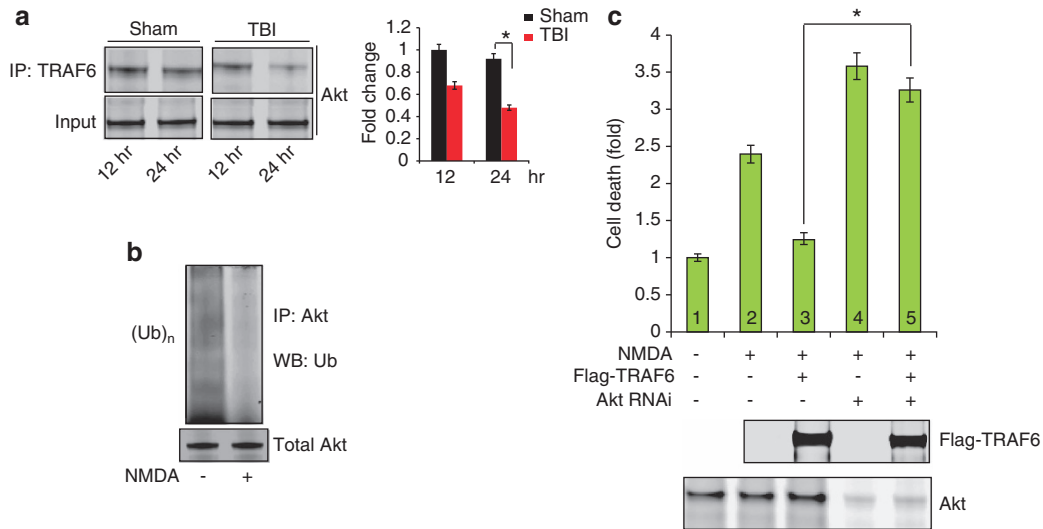 a
Sham
TBI
IP: TRAF6
Input
Akt
12 hr
24 hr
12 hr
24 hr
Sham
TBI
*
Fold change
1.2
1
0.8
0.6
0.4
0.2
0
12
24
hr
b
(Ub)n
IP: Akt
WB: Ub
Total Akt
NMDA - +
c
*
Cell death (fold)
4
3.5
3
2.5
2
1.5
1
0.5
0
1 2 3 4 5
NMDA - + + + +
Flag-TRAF6 - - + - +
Akt RNAi - - - + +
Flag-TRAF6
Akt